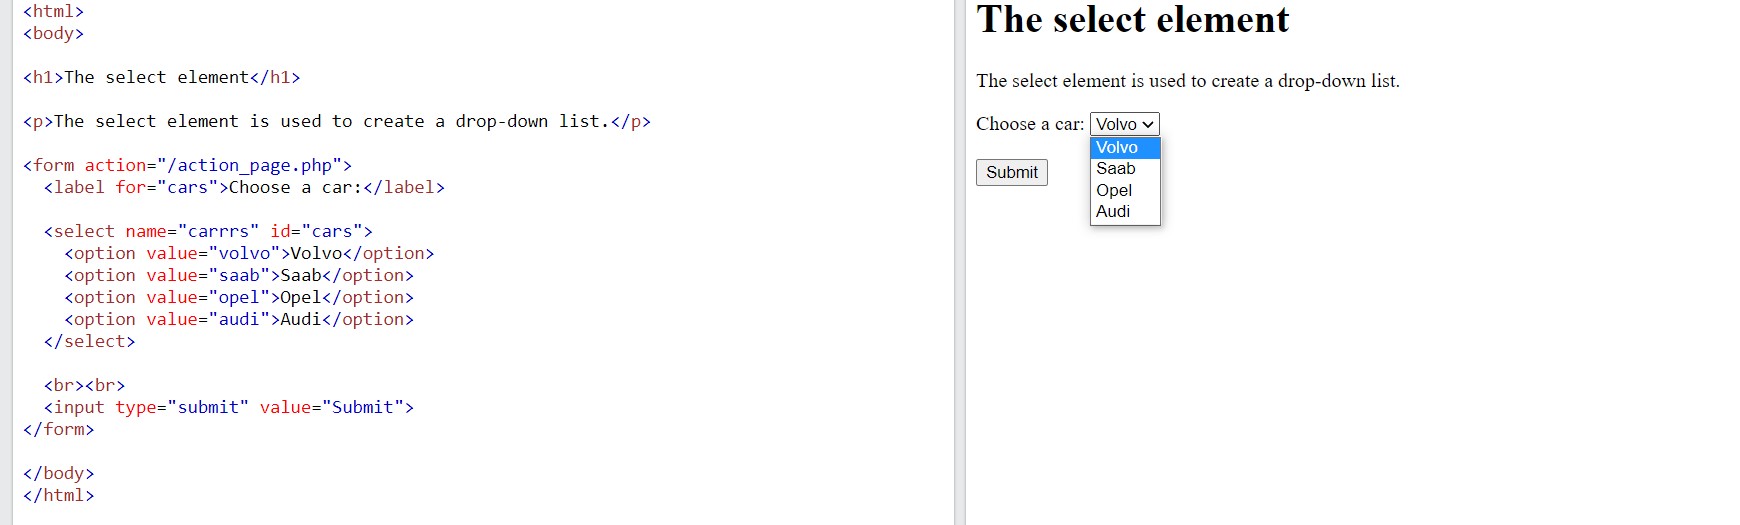 <html>
<body>
<h1>The select element</h1>
<p>The select element is used to create a drop-down list.</p>
<form action="/action_page.php">
<label for="cars">Choose a car:</label>
<select name="carrrs" id="cars">
<option value="volvo">Volvo</option>
<option value="saab">Saab</option>
<option value="opel">Opel</option>
<option value="audi">Audi</option>
</select>
<br><br>
<input type="submit" value="Submit">
</form>
</body>
</html>
The select element
The select element is used to create a drop-down list.
Choose a car: Volvo
Volvo
Saab
Opel
Audi
Submit